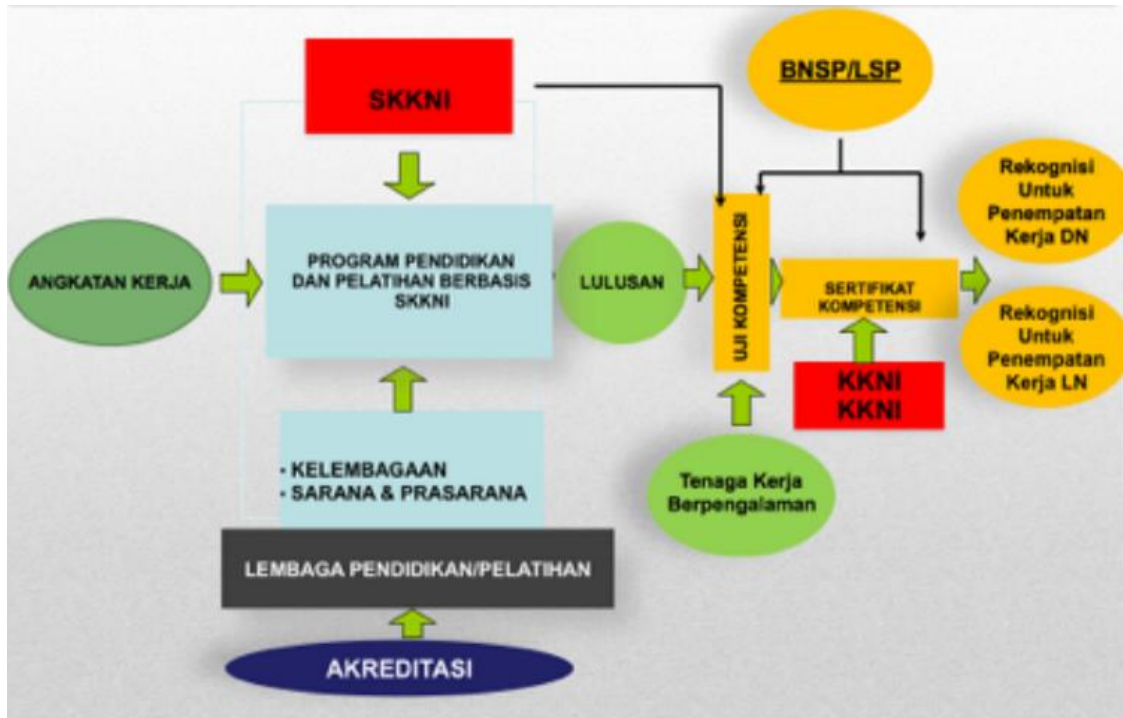 SKKNI
BNSP/LSP
Rekognisi
Untuk
Penempatan
Kerja DN
ANGKATAN KERJA
PROGRAM PENDIDIKAN
DAN PELATIHAN BERBASIS
SKKNI
LULUSAN
UJI KOMPETENSI
SERTIFIKAT
KOMPETENSI
Rekognisi
Untuk
Penempatan
Kerja LN
KKNI
KKNI
• KELEMBAGAAN
• SARANA & PRASARANA
Tenaga Kerja
Berpengalaman
LEMBAGA PENDIDIKAN/PELATIHAN
AKREDITASI